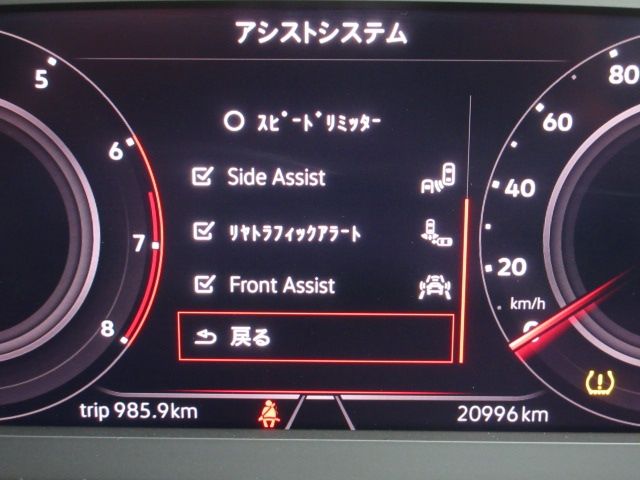 アシストシステム
5
6
7
8
スピードリミッター
Side Assist
リヤトラフィックアラート
Front Assist
戻る
80
60
40
20
km/h
0
trip 985.9km
20996km